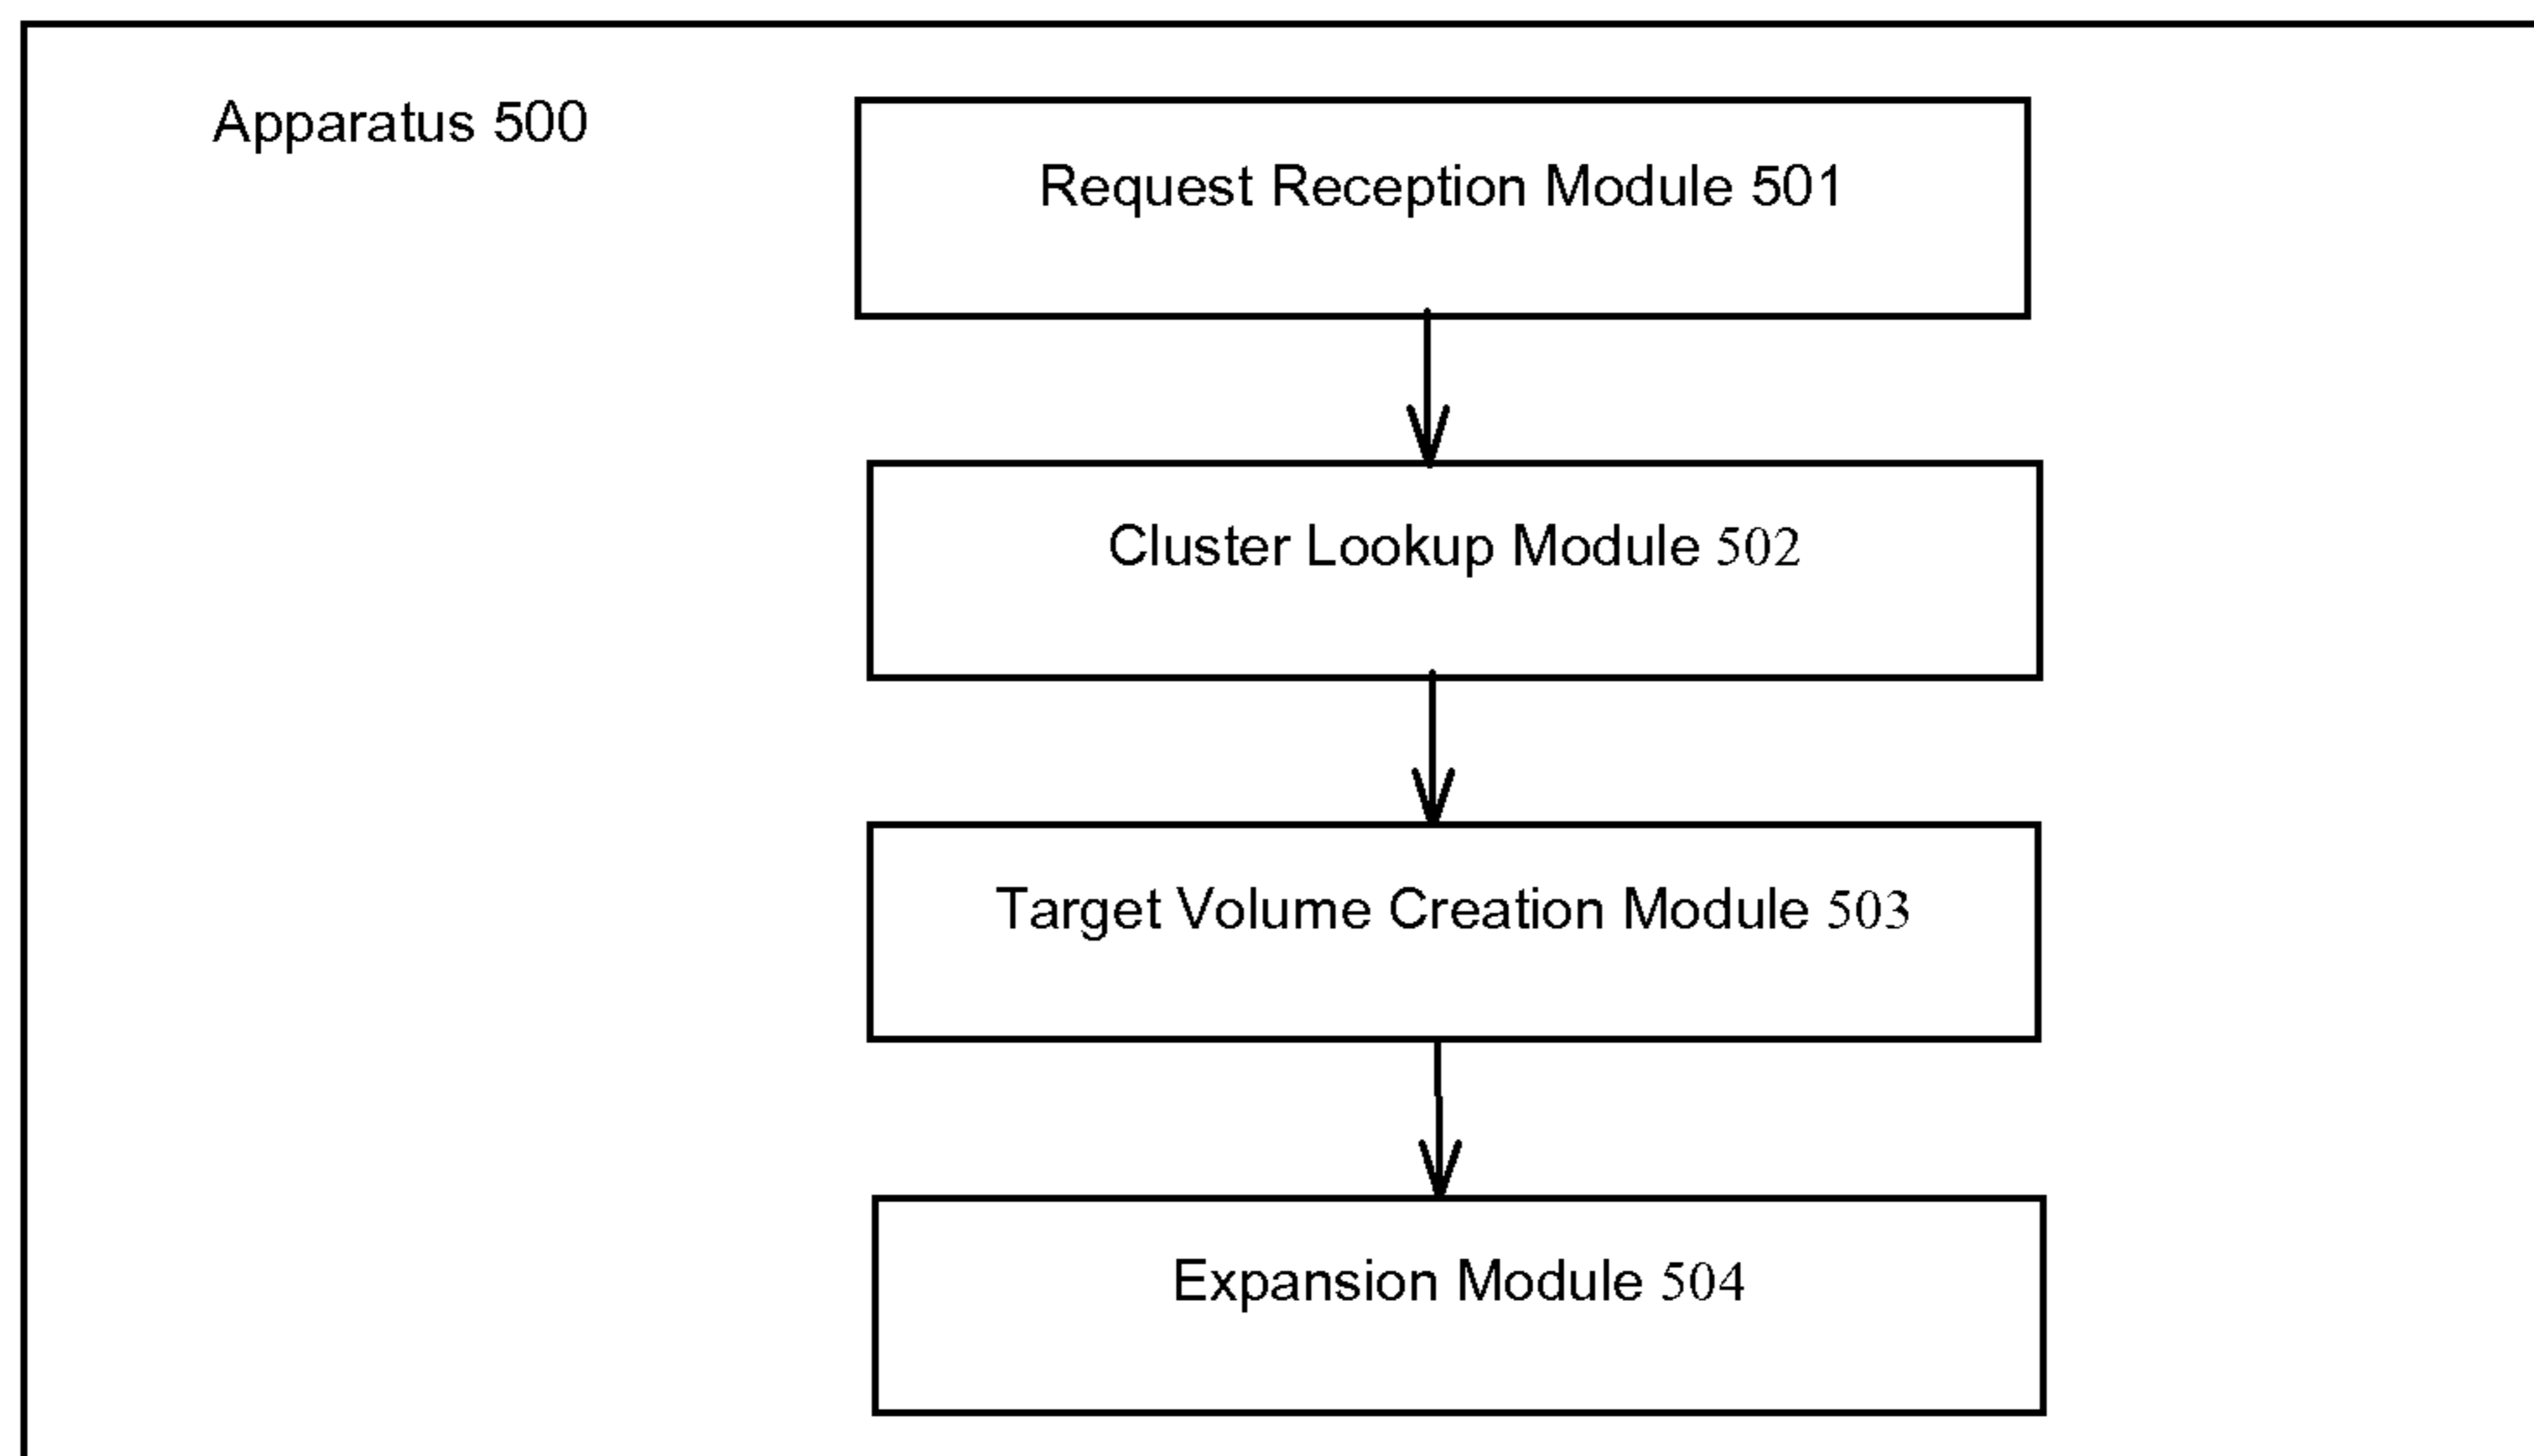 Apparatus 500
Request Reception Module 501
Cluster Lookup Module 502
Target Volume Creation Module 503
Expansion Module 504